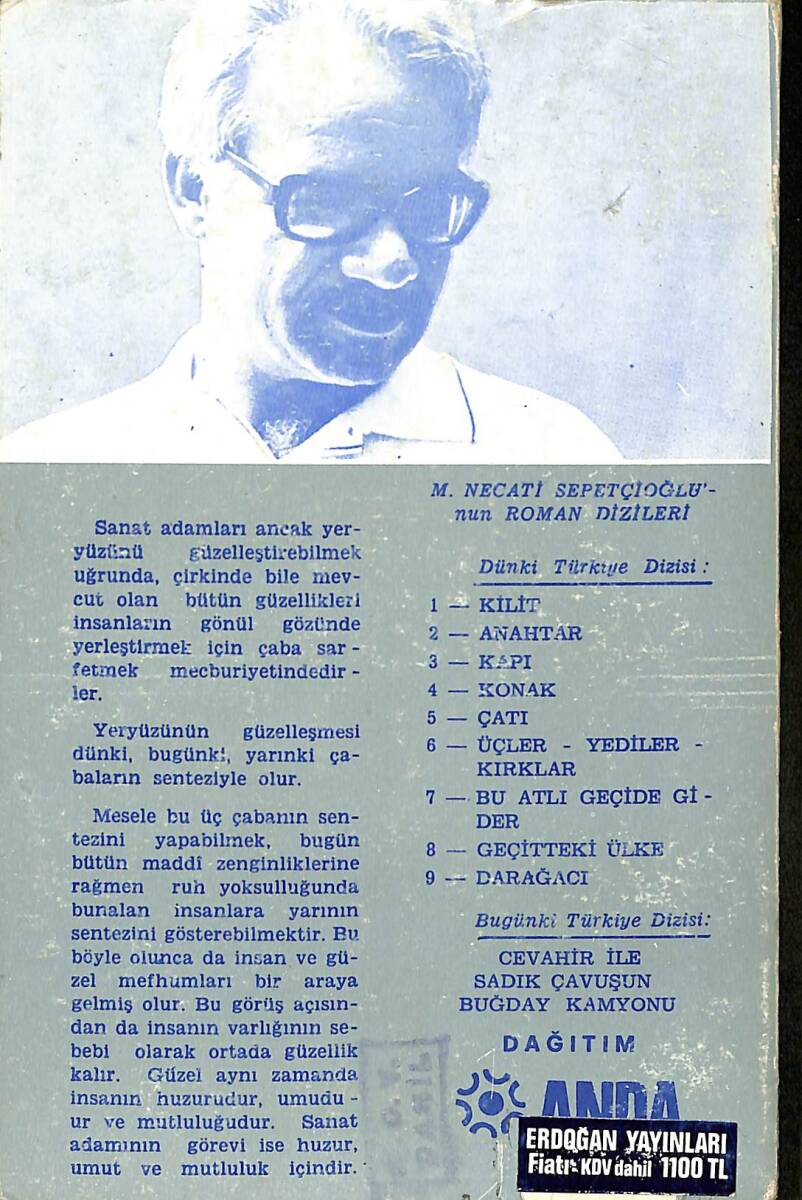 Sanat adamları ancak yer-
yüzünü güzelleştirebilmek
uğrunda, çirkinde bile mev-
cut olan bütün güzellikleri
insanların gönül gözünde
yerleştirmek için çaba sar-
fetmek mecburiyetindedir-
ler.
Yeryüzünün güzelleşmesi
dünki, bugünki, yarınki ça-
baların senteziyle olur.
Mesele bu üç çabanın sen-
tezini yapabilmek, bugün
bütün maddî zenginliklerine
rağmen ruh yoksulluğunda
bunalan insanlara yarının
sentezini gösterebilmektir. Bu
böyle olunca da insan ve gü-
zel mefhumları bir araya
gelmiş olur. Bu görüş açısın-
dan da insanın varlığının se-
bebi olarak ortada güzellik
kalır. Güzel aynı zamanda
insanın huzurudur, umudu-
ur ve mutluluğudur. Sanat
adamının görevi ise huzur,
umut ve mutluluk içindir.
M. NECATİ SEPETÇİOĞLU'-
nun ROMAN DİZİLERİ
Dünki Türkiye Dizisi :
1 — KİLİT
2 — ANAHTAR
3 — KAPI
4 — KONAK
5 — ÇATI
6 — ÜÇLER - YEDİLER -
KIRKLAR
7 — BU ATLI GEÇİDE Gİ-
DER
8 — GEÇİTTEKİ ÜLKE
9 — DARAĞACI
Bugünki Türkiye Dizisi:
CEVAHİR İLE
SADIK ÇAVUŞUN
BUĞDAY KAMYONU
DAĞITIM
ANDA
ERDOĞAN YAYINLARI
Fiatı: KDV dahil 1100 TL